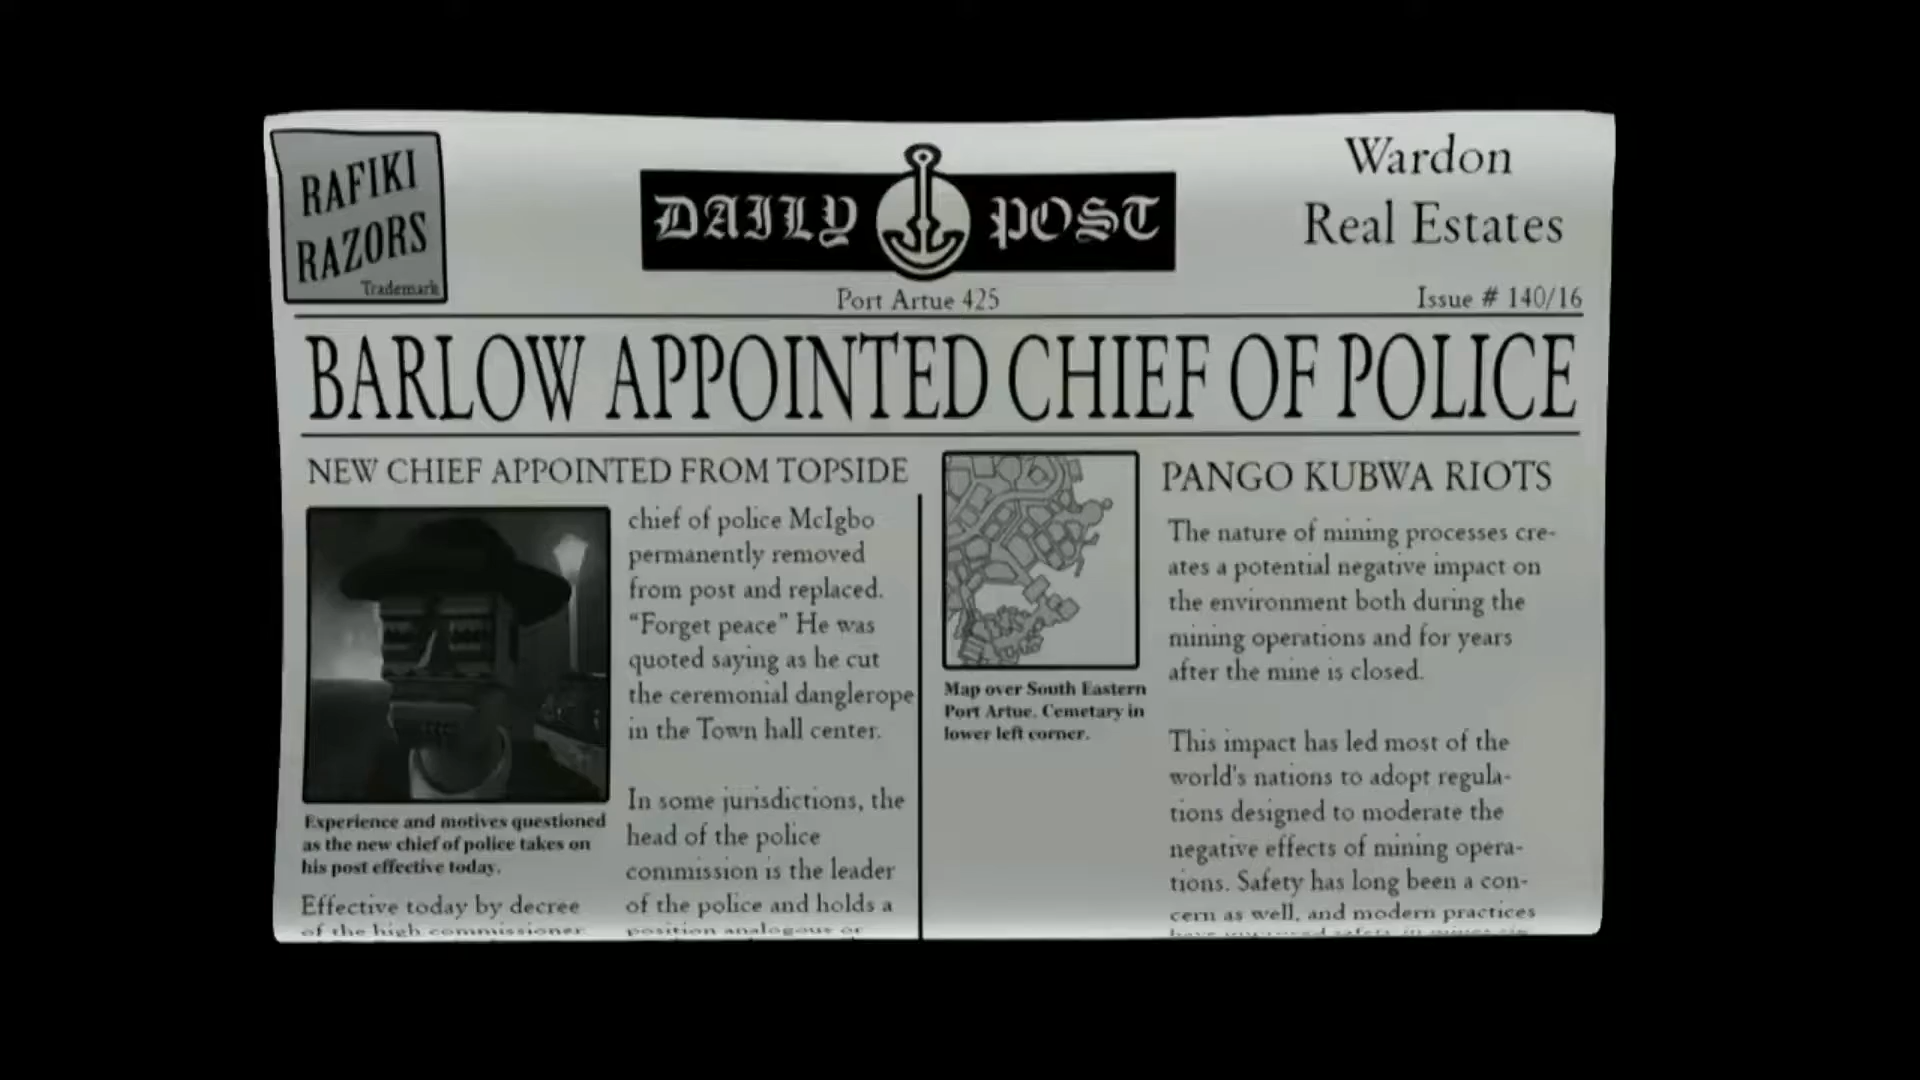 RAFIKI
RAZORS
Trademark
DAILY POST
Wardon
Real Estates
Port Artue 425
Issue # 140/16
BARLOW APPOINTED CHIEF OF POLICE
NEW CHIEF APPOINTED FROM TOPSIDE
Experience and motives questioned
as the new chief of police takes on
his post effective today.
Effective today by decree
of the high commissioner
chief of police McIgbo
permanently removed
from post and replaced.
“Forget peace” He was
quoted saying as he cut
the ceremonial danglerope
in the Town hall center.
In some jurisdictions, the
head of the police
commission is the leader
of the police and holds a
position analogous or
Map over South Eastern
Port Artue. Cemetary in
lower left corner.
PANGO KUBWA RIOTS
The nature of mining processes cre-
ates a potential negative impact on
the environment both during the
mining operations and for years
after the mine is closed.
This impact has led most of the
world's nations to adopt regula-
tions designed to moderate the
negative effects of mining opera-
tions. Safety has long been a con-
cern as well, and modern practices